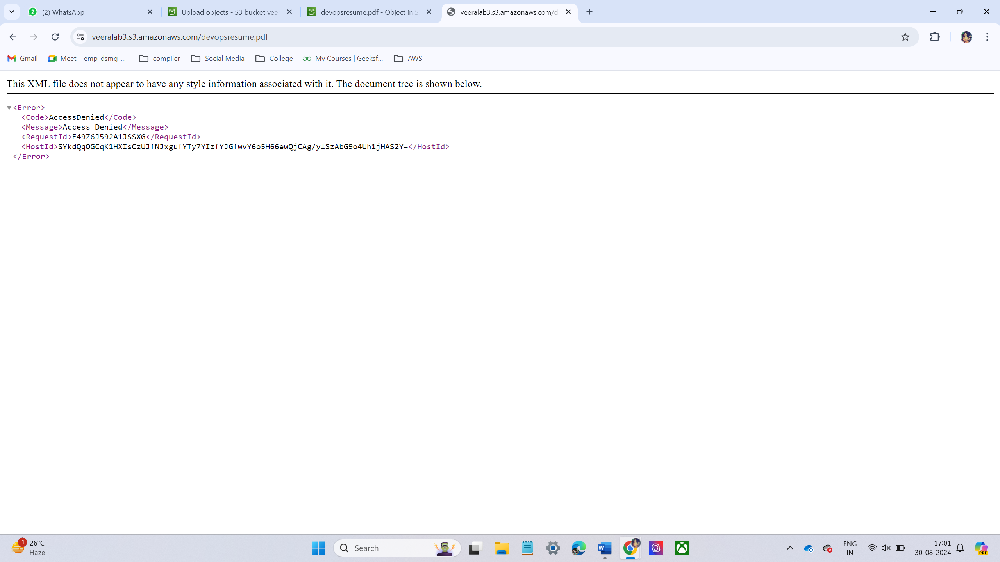 2
(2) WhatsApp
Upload objects - S3 bucket veer
devopsresume.pdf - Object in S
veeralab3.s3.amazonaws.com/d
veeralab3.s3.amazonaws.com/devopsresume.pdf
Gmail
Meet – emp-dsmg-...
compiler
Social Media
College
My Courses | Geeksf...
AWS
This XML file does not appear to have any style information associated with it. The document tree is shown below.
<Error>
<Code>AccessDenied</Code>
<Message>Access Denied</Message>
<RequestId>F49Z6J592A1JSSXG</RequestId>
<HostId>SYkdQqOGCqK1HXIsCzUJfNJxgufYTy7YIzfYJGfwvY6o5H66ewQjCAg/ylSzAbG9o4Uh1jHAS2Y=</HostId>
</Error>
1
26°C
Haze
Search
W
ENG
IN
17:01
30-08-2024
PRE